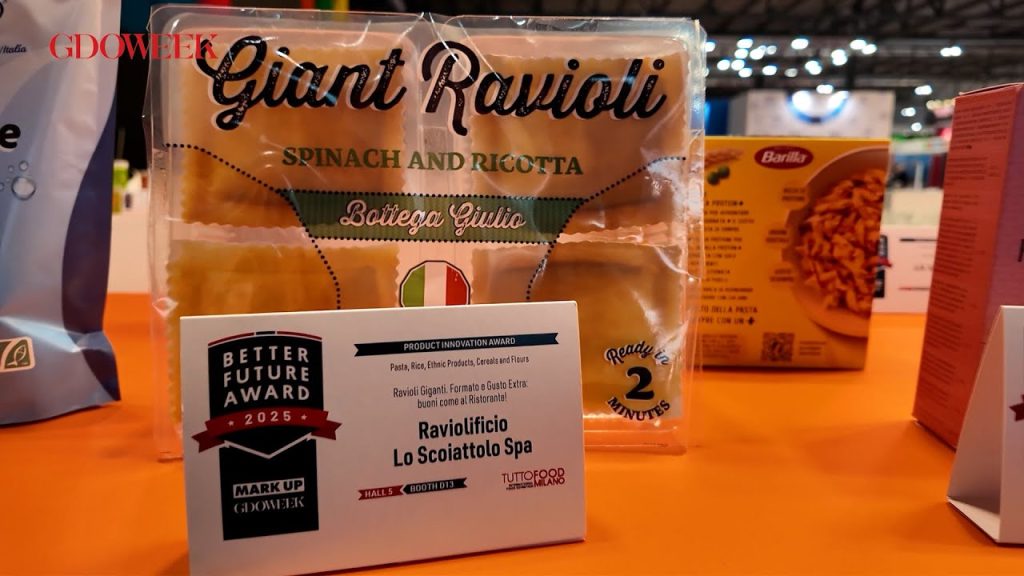 GDOWEEK
Italia
e
Giant Ravioli
SPINACH AND RICOTTA
Bottega Giulio
Ready in
2
MINUTES
Barilla
BETTER
FUTURE
AWARD
2025
MARK UP
GDOWEEK
PRODUCT INNOVATION AWARD
Pasta, Rice, Ethnic Products, Cereals and Flours
Ravioli Giganti. Formato e Gusto Extra:
buoni come al Ristorante!
Raviolificio
Lo Scoiattolo Spa
HALL 5 BOOTH D13
TUTTOFOOD
MILANO